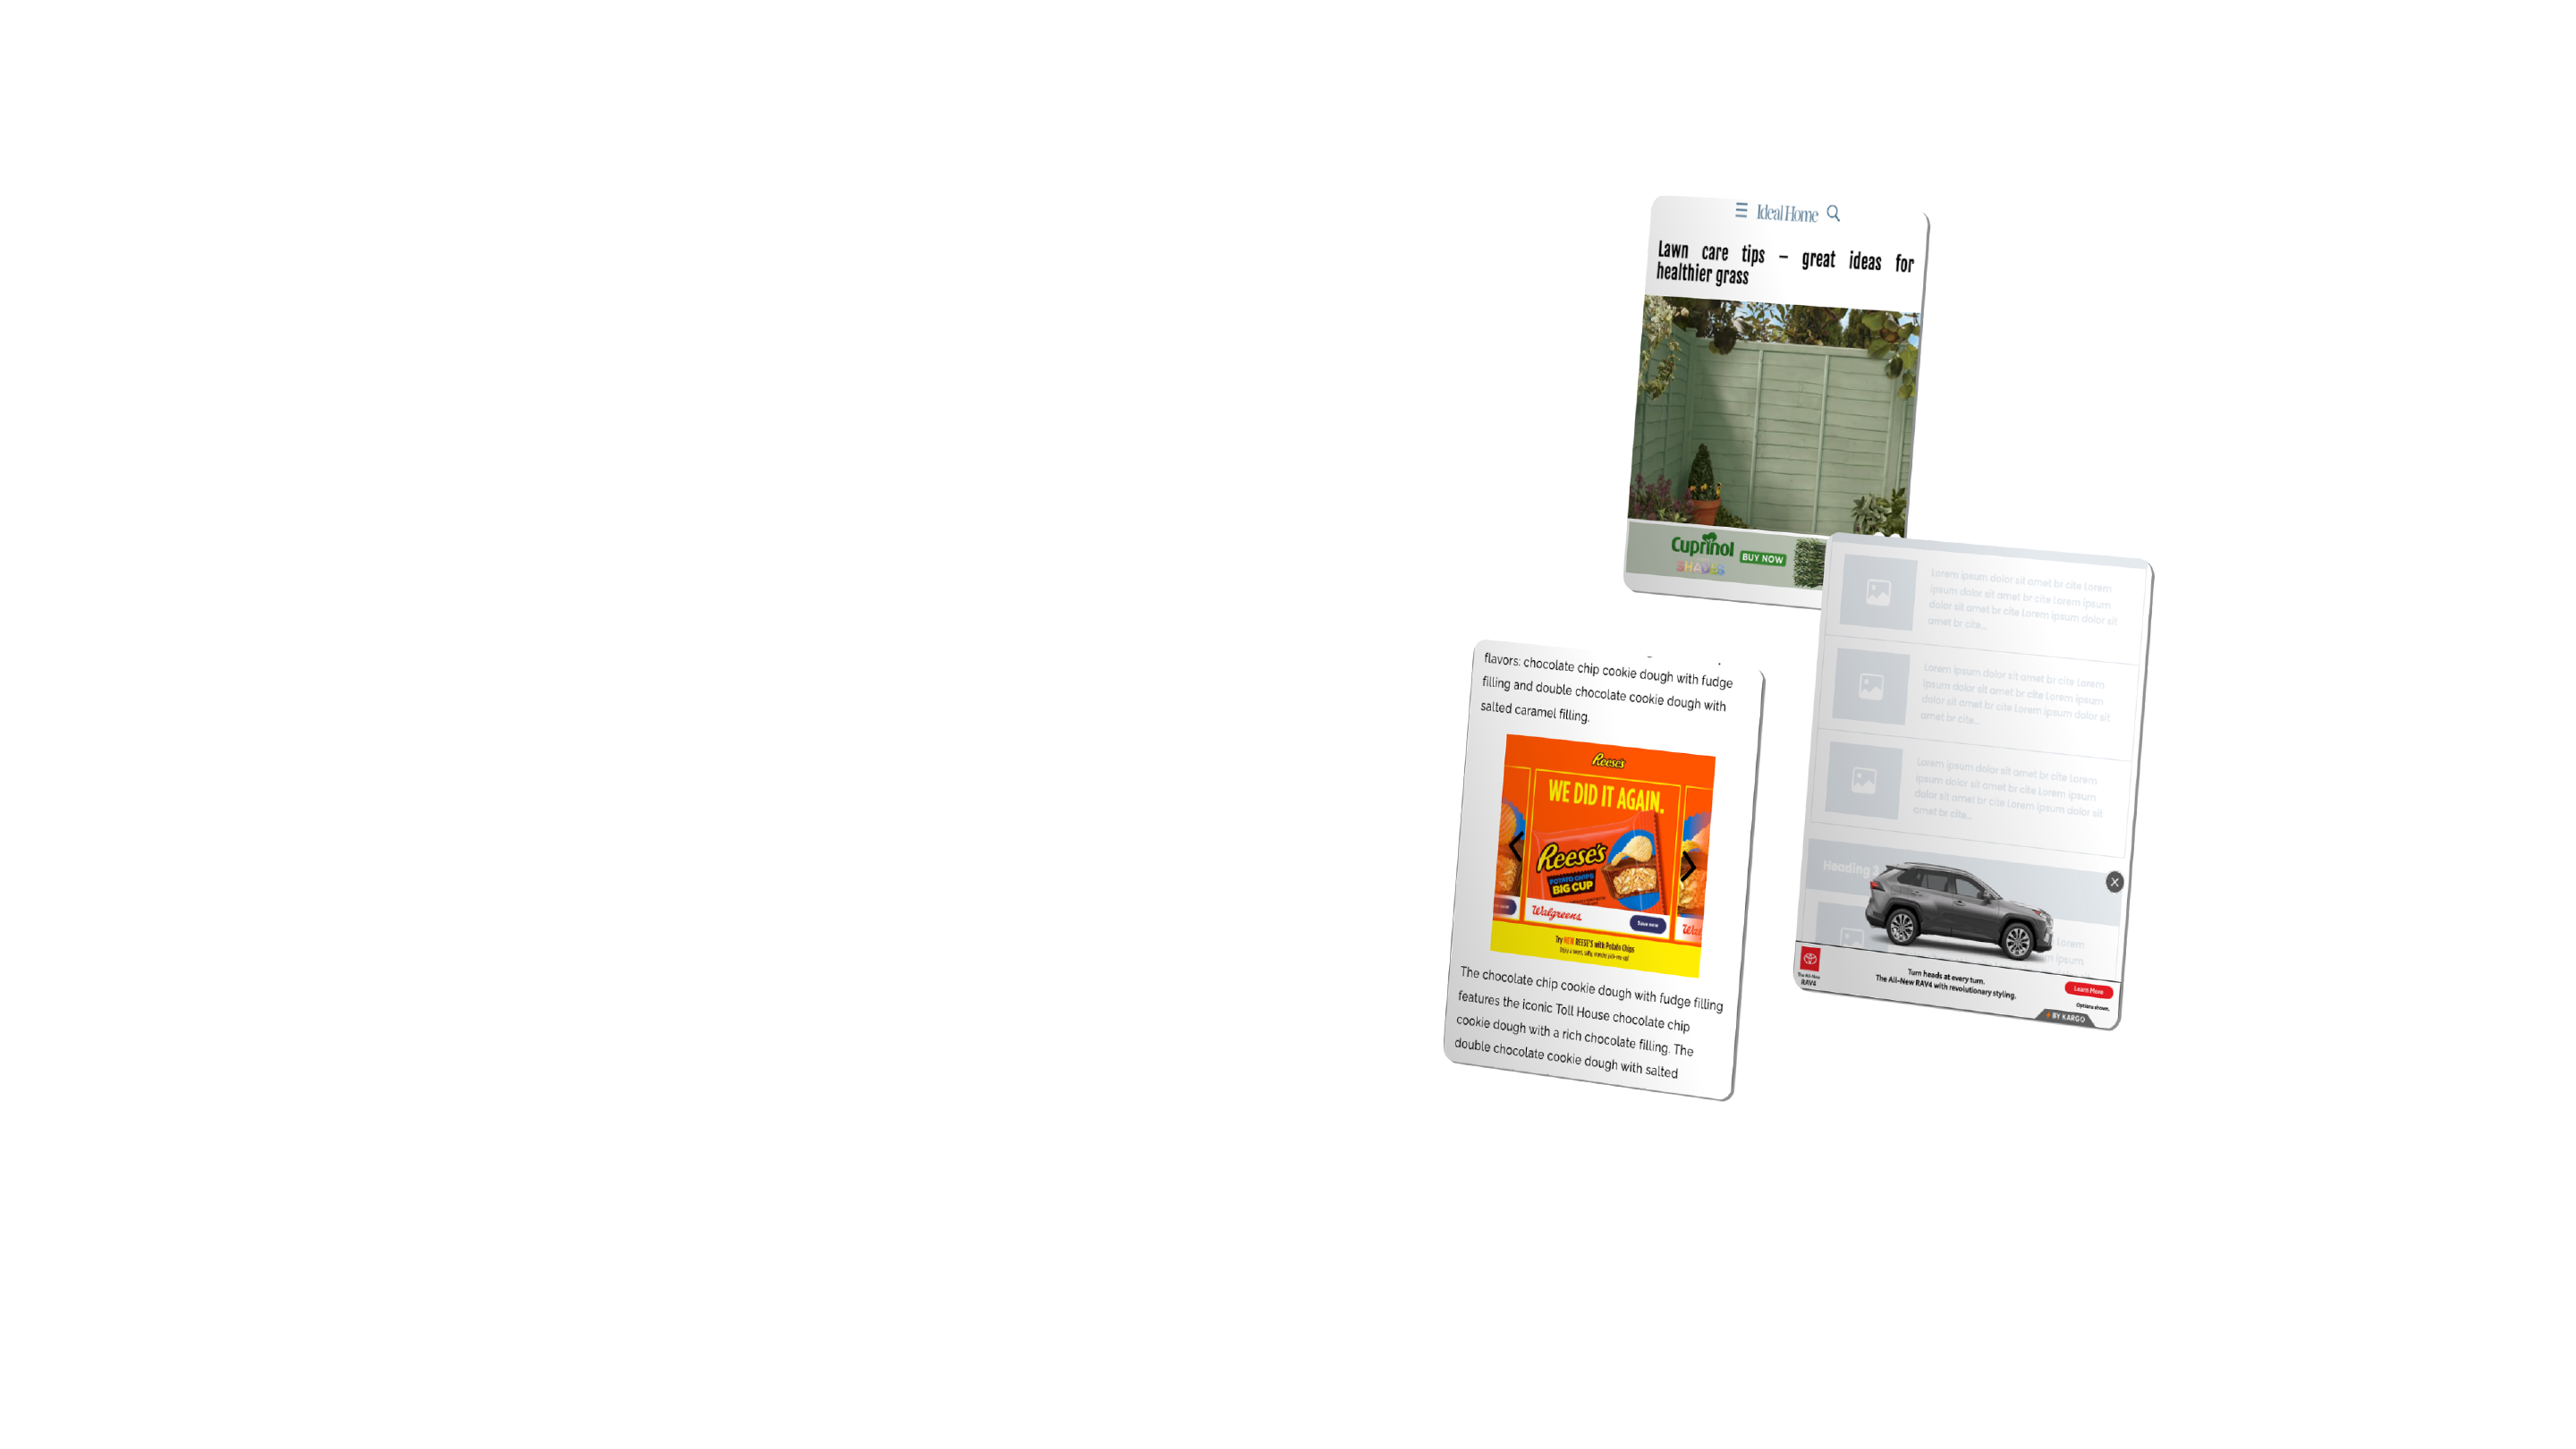 Ideal Home
Lawn care tips – great ideas for
healthier grass
Cuprinol
SHADES
BUY NOW
flavors: chocolate chip cookie dough with fudge
filling and double chocolate cookie dough with
salted caramel filling.
Reese's
WE DID IT AGAIN.
Reese's
POTATO CHIPS
BIG CUP
Walgreens
Save now
Try NEW REESE'S with Potato Chips
The chocolate chip cookie dough with fudge filling
features the iconic Toll House chocolate chip
cookie dough with a rich chocolate filling. The
double chocolate cookie dough with salted
Lorem ipsum dolor sit amet br cite Lorem
ipsum dolor sit amet br cite Lorem ipsum
dolor sit amet br cite Lorem ipsum dolor sit
amet br cite...
Lorem ipsum dolor sit amet br cite Lorem
ipsum dolor sit amet br cite Lorem ipsum
dolor sit amet br cite Lorem ipsum dolor sit
amet br cite...
Lorem ipsum dolor sit amet br cite Lorem
ipsum dolor sit amet br cite Lorem ipsum
dolor sit amet br cite Lorem ipsum dolor sit
amet br cite...
Heading 3
Lorem
ipsum
The All-New
RAV4
Turn heads at every turn.
The All-New RAV4 with revolutionary styling.
Learn More
Options shown.
BY KARGO